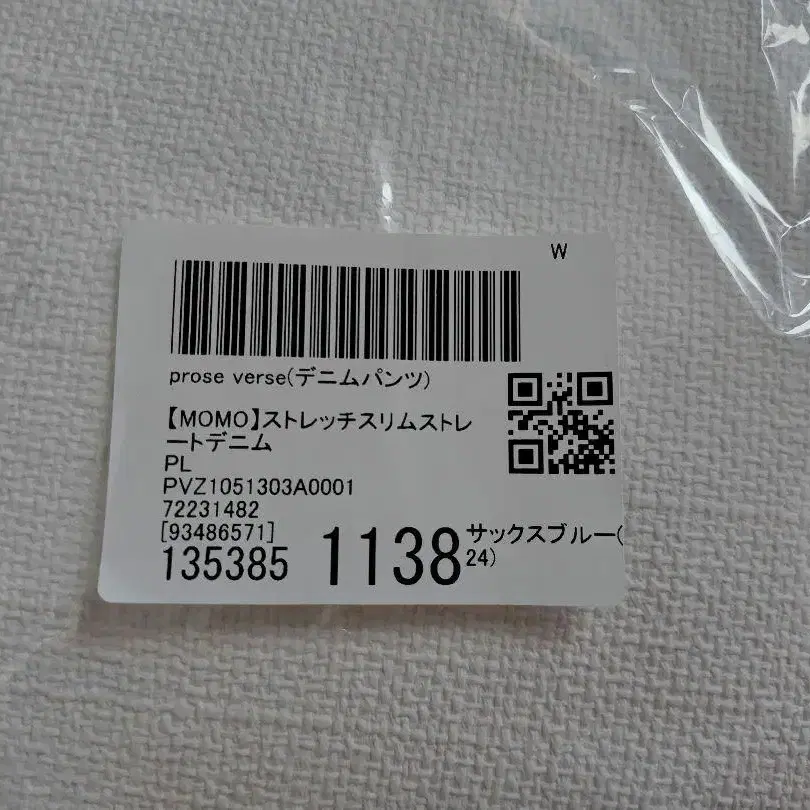 W
prose verse(デニムパンツ)
【MOMO】ストレッチスリムストレ
ートデニム
PL
PVZ1051303A0001
72231482
[93486571]
135385 1138 サックスブルー(
24)